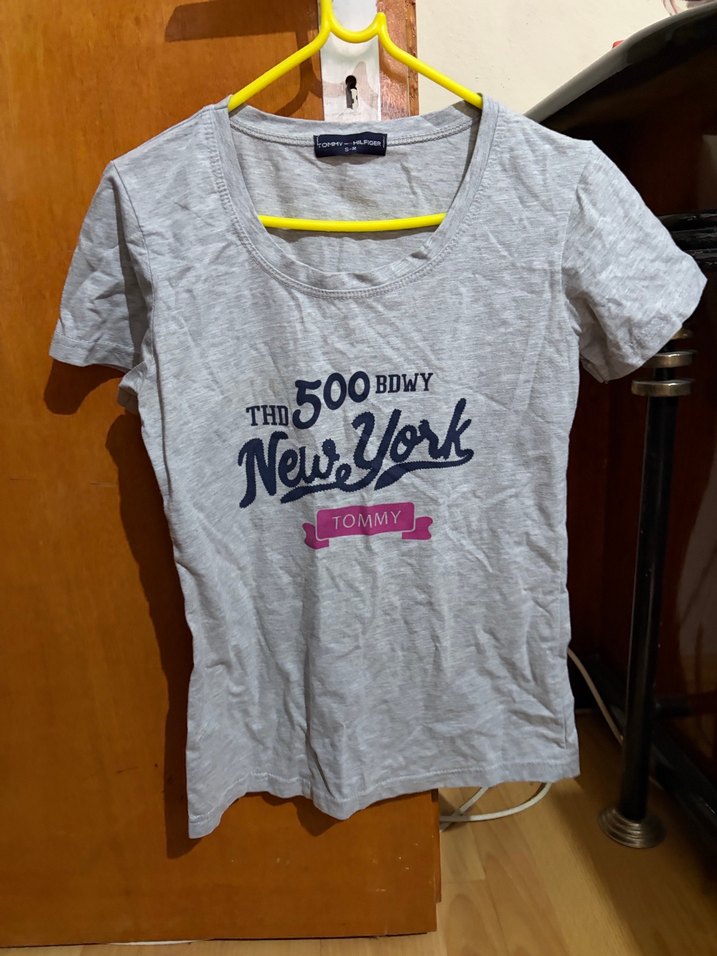 TOMMY HILFIGER
S-M
THD 500 BDWY
New York
TOMMY